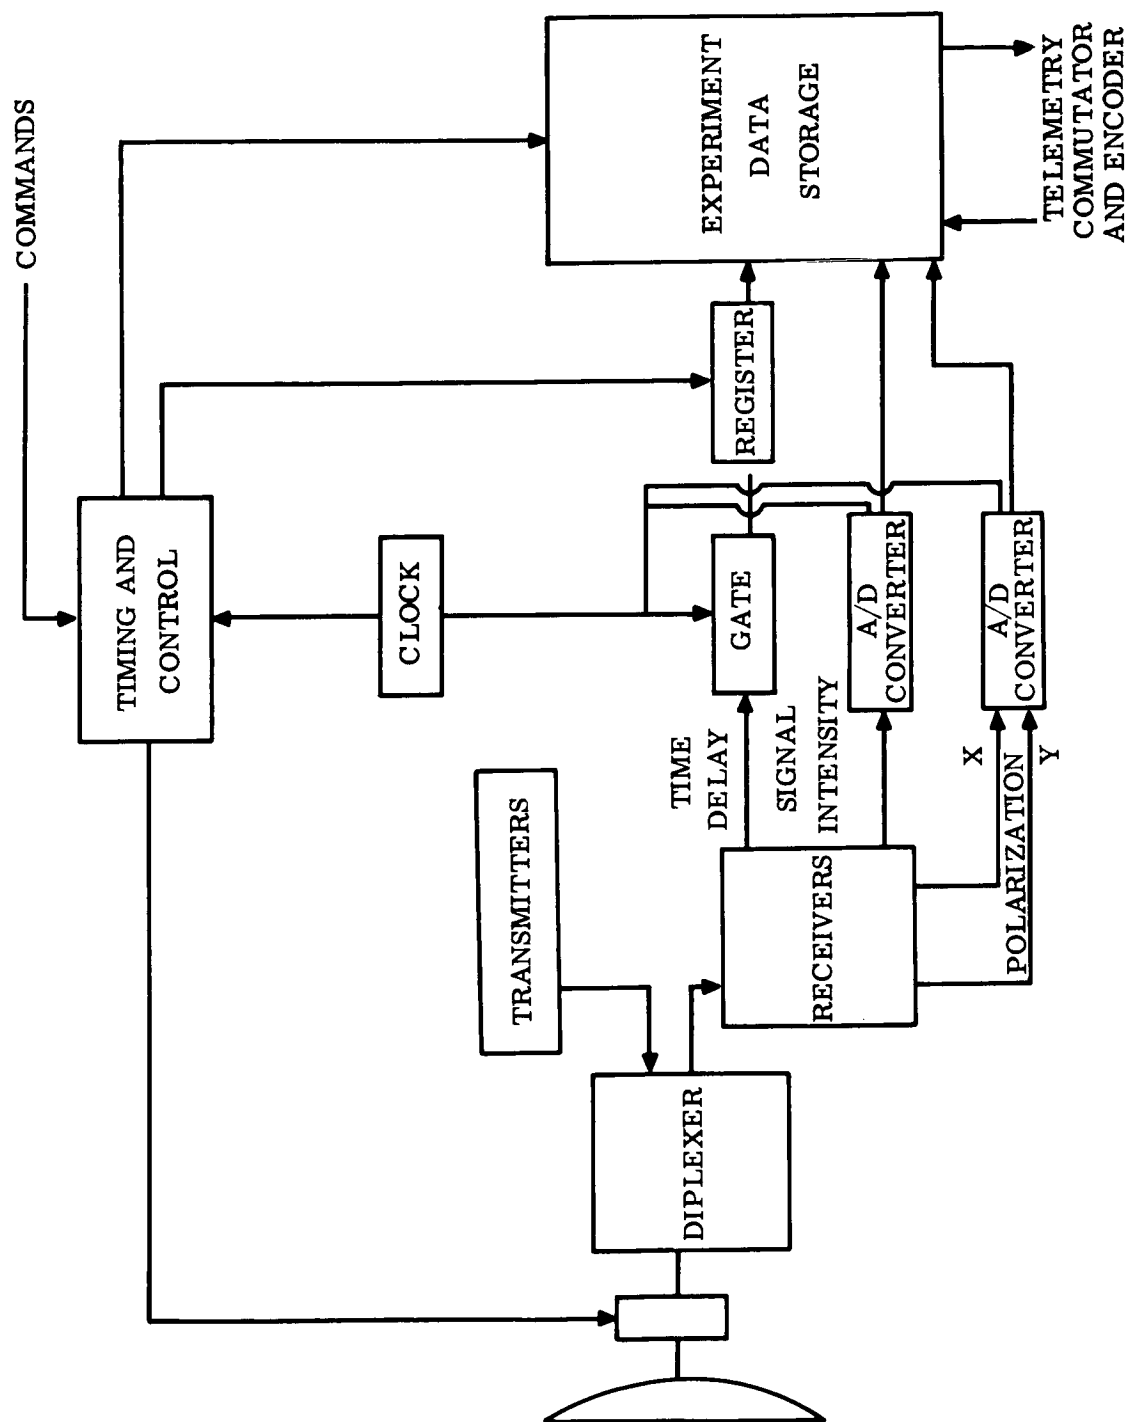 COMMANDS
TIMING AND
CONTROL
CLOCK
TRANSMITTERS
DIPLEXER
RECEIVERS
TIME
DELAY
SIGNAL
INTENSITY
X
POLARIZATION
Y
GATE
A/D
CONVERTER
A/D
CONVERTER
REGISTER
EXPERIMENT
DATA
STORAGE
TELEMETRY
COMMUTATOR
AND ENCODER